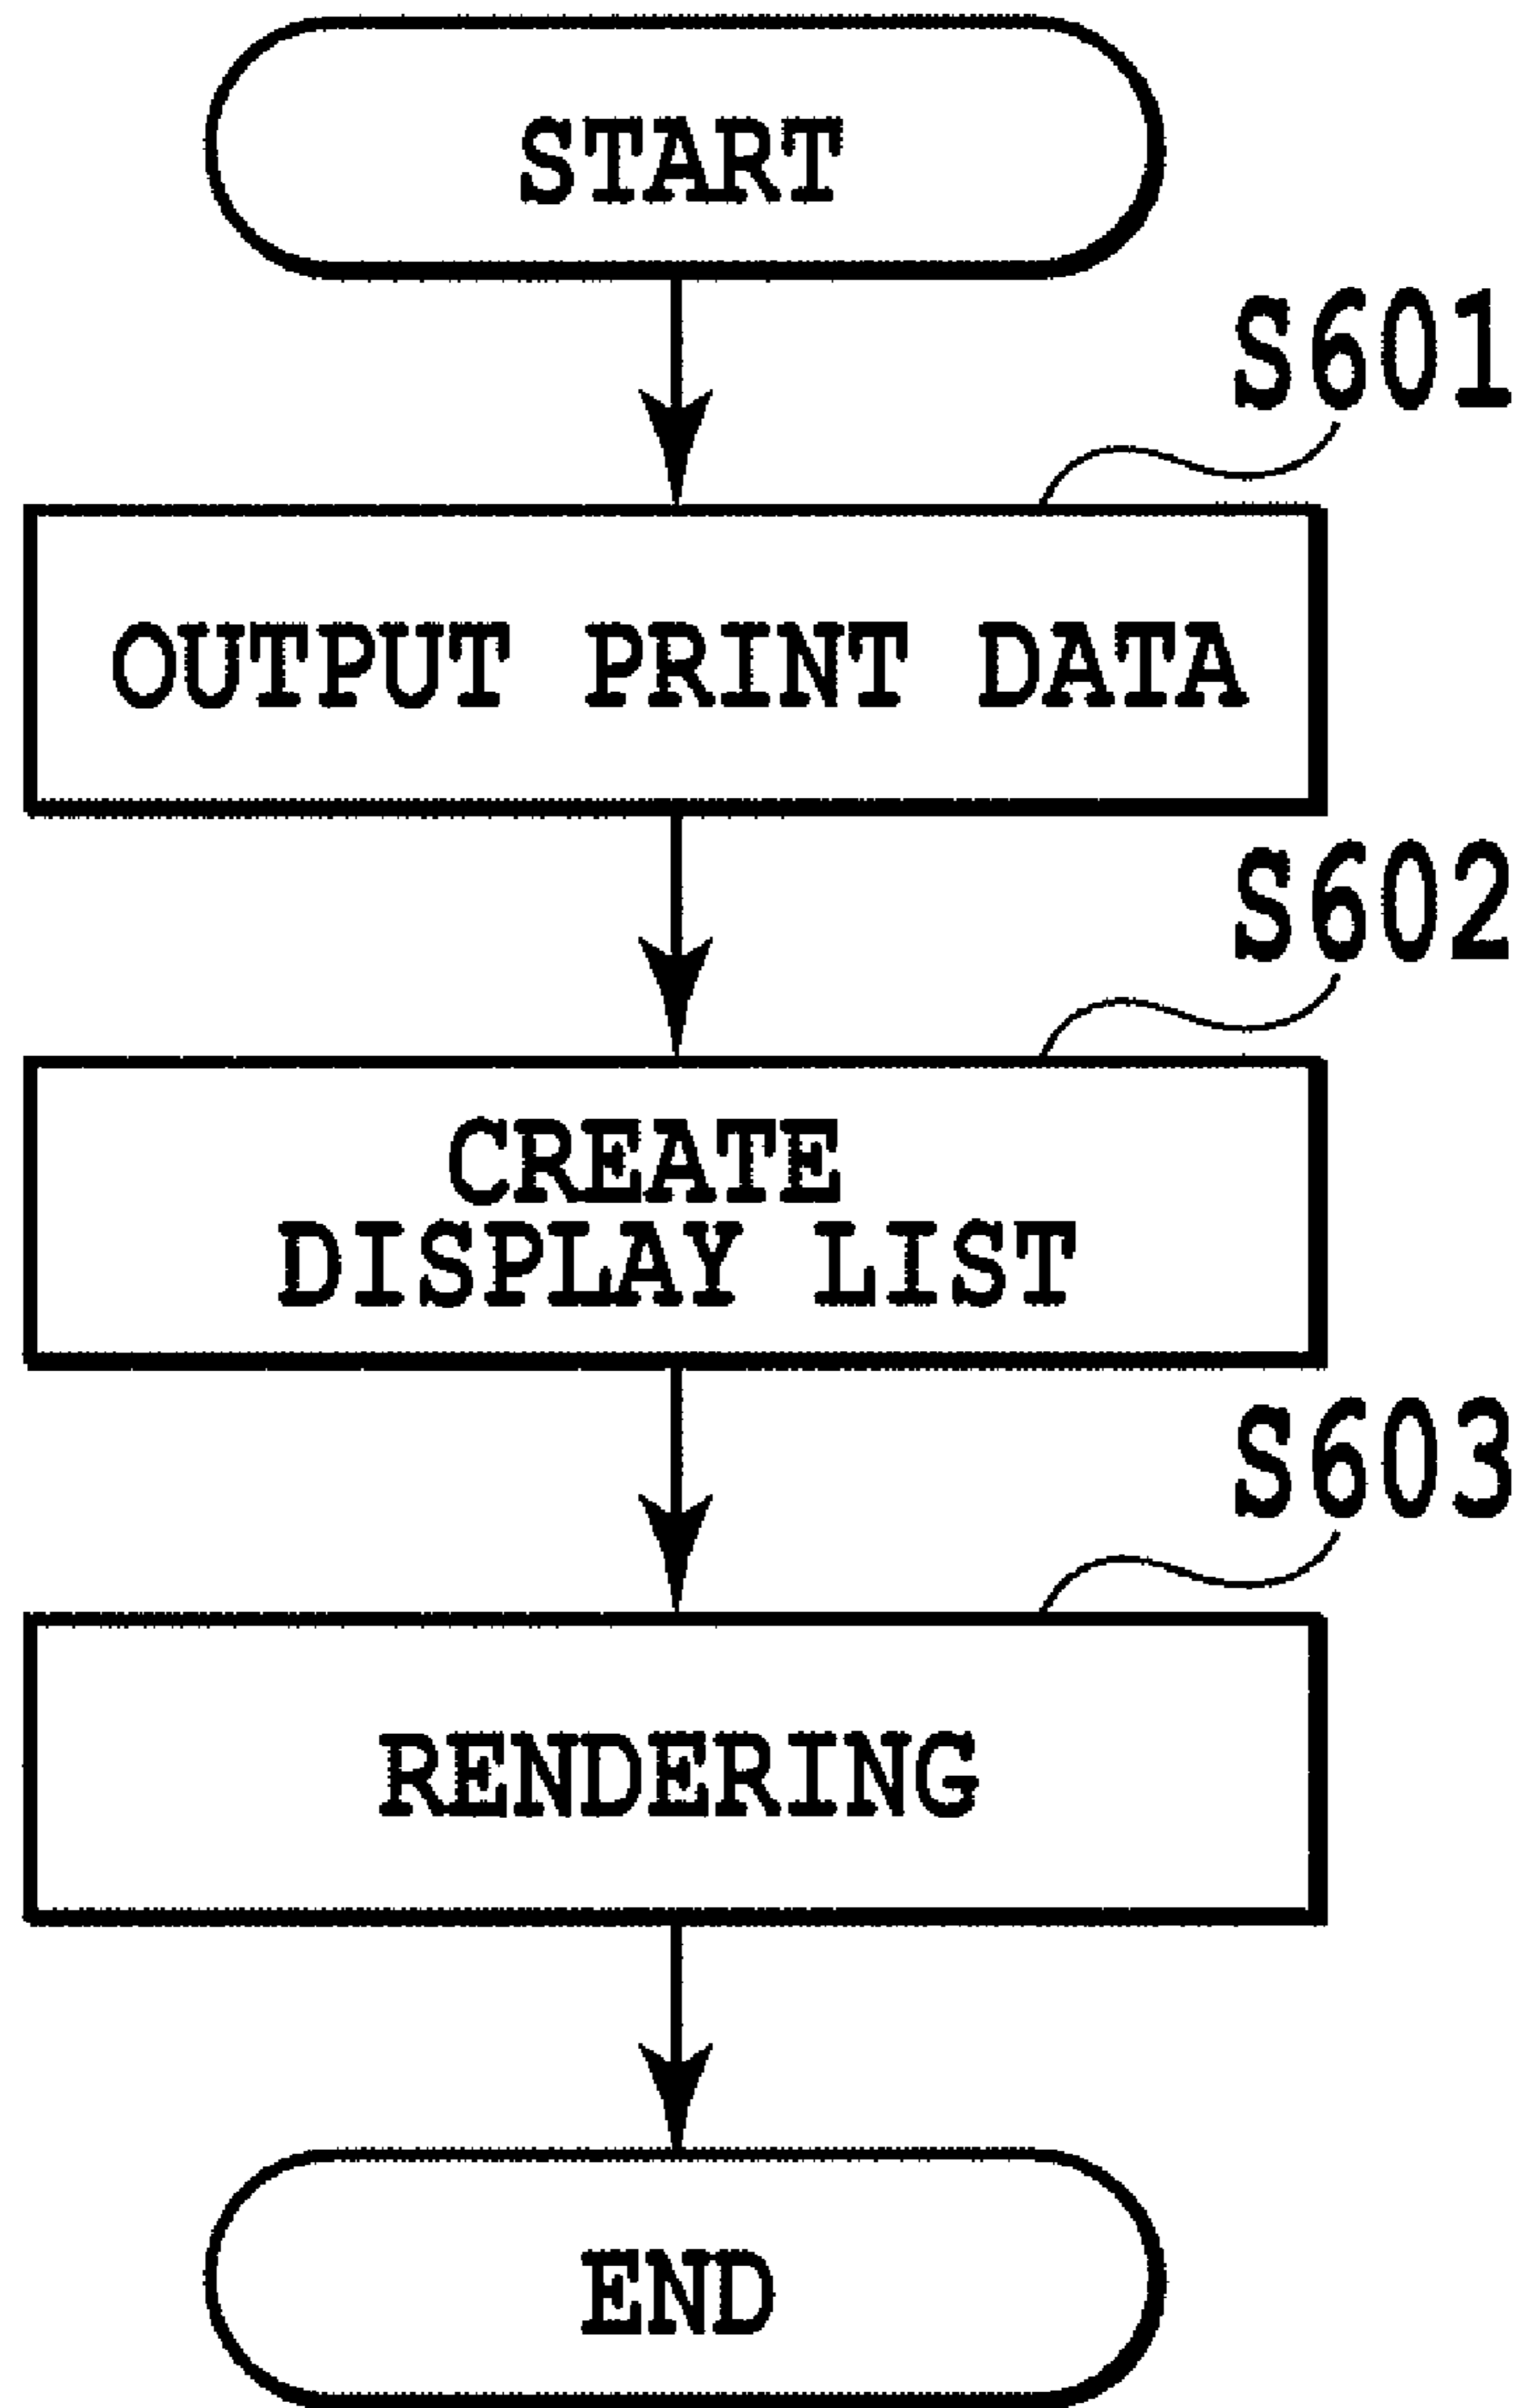 START
S601
OUTPUT PRINT DATA
S602
CREATE
DISPLAY LIST
S603
RENDERING
END